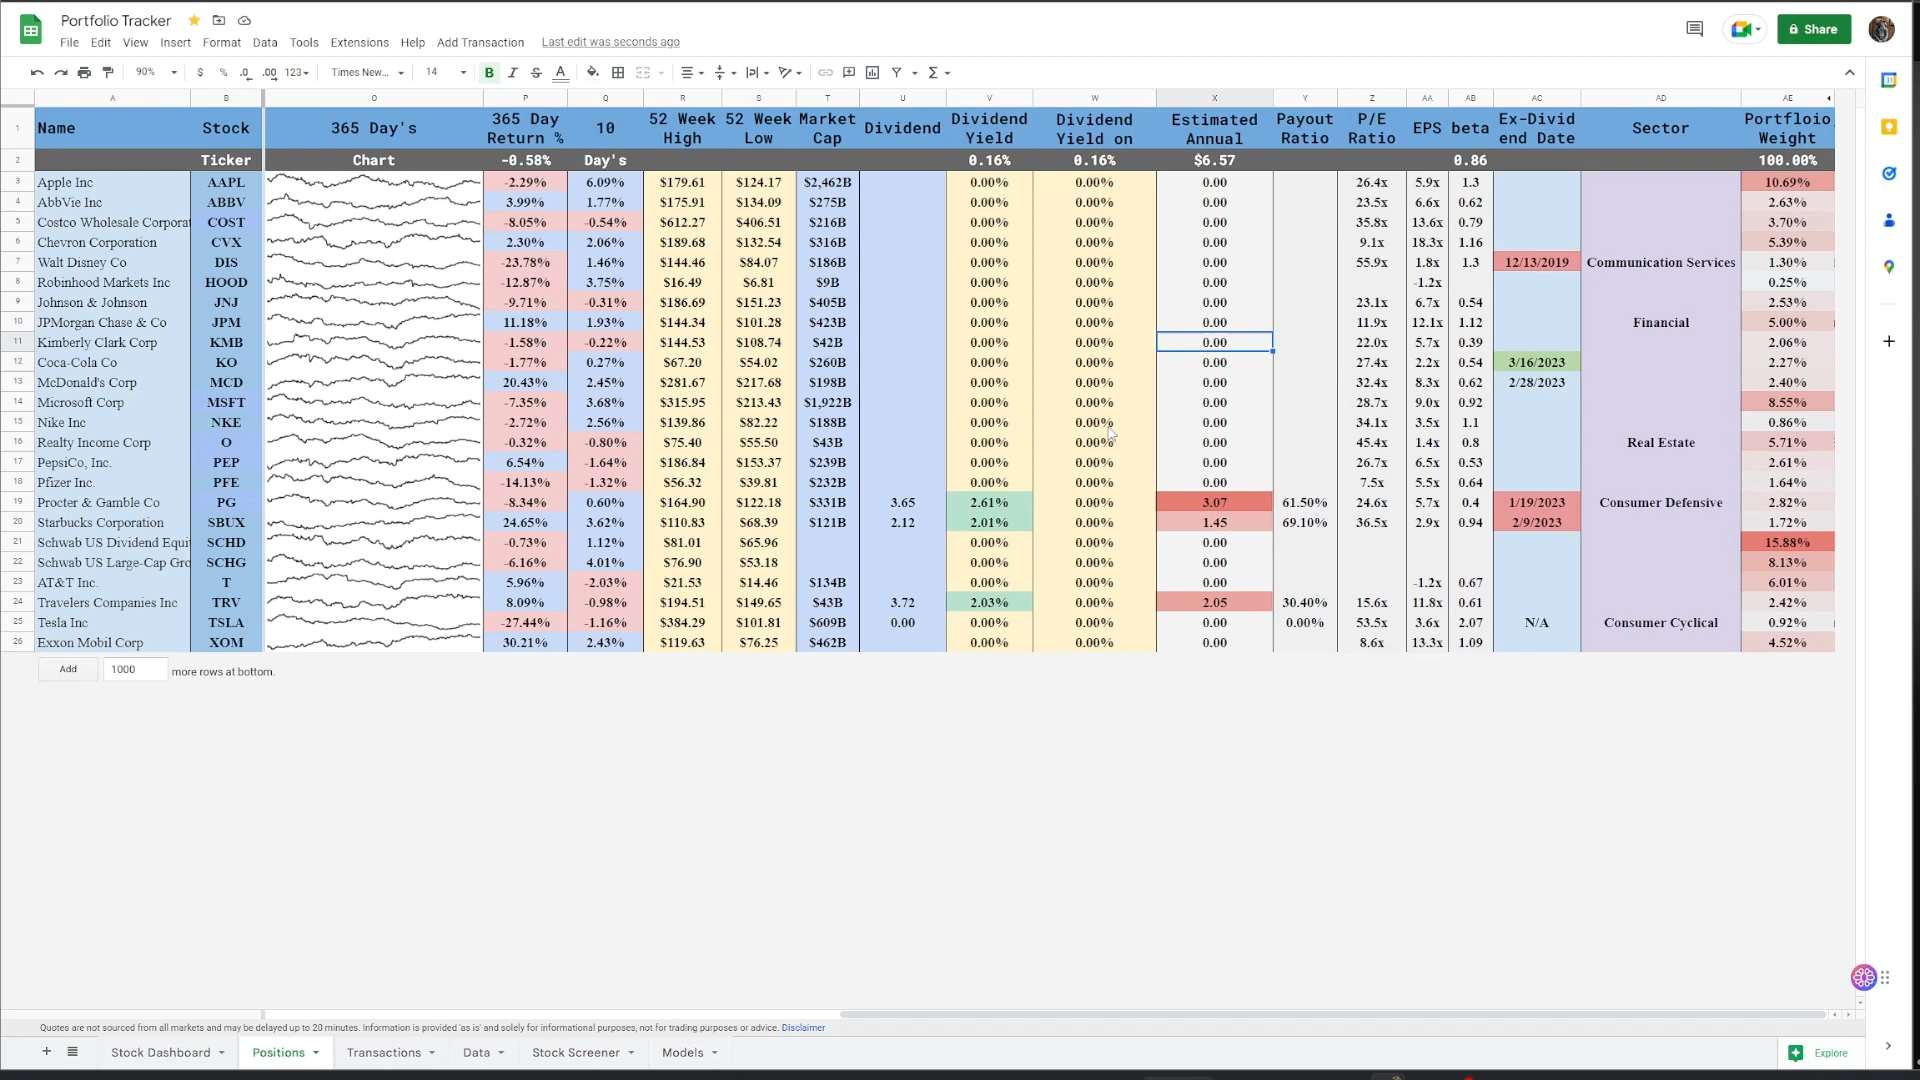 Portfolio Tracker
File Edit View Insert Format Data Tools Extensions Help Add Transaction Last edit was seconds ago
Share
90% $ % .0 .00 123 Times New... 14 B I S A
A B O P Q R S T U V W X Y Z AA AB AC AD AE
1 Name Stock 365 Day's 365 Day Return % 10 52 Week High 52 Week Low Market Cap Dividend Dividend Yield Dividend Yield on Estimated Annual Payout Ratio P/E Ratio EPS beta Ex-Divid end Date Sector Portfloio Weight
2 Ticker Chart -0.58% Day's 0.16% 0.16% $6.57 0.86 100.00%
3 Apple Inc AAPL -2.29% 6.09% $179.61 $124.17 $2,462B 0.00% 0.00% 0.00 26.4x 5.9x 1.3 10.69%
4 AbbVie Inc ABBV 3.99% 1.77% $175.91 $134.09 $275B 0.00% 0.00% 0.00 23.5x 6.6x 0.62 2.63%
5 Costco Wholesale Corporat COST -8.05% -0.54% $612.27 $406.51 $216B 0.00% 0.00% 0.00 35.8x 13.6x 0.79 3.70%
6 Chevron Corporation CVX 2.30% 2.06% $189.68 $132.54 $316B 0.00% 0.00% 0.00 9.1x 18.3x 1.16 5.39%
7 Walt Disney Co DIS -23.78% 1.46% $144.46 $84.07 $186B 0.00% 0.00% 0.00 55.9x 1.8x 1.3 12/13/2019 Communication Services 1.30%
8 Robinhood Markets Inc HOOD -12.87% 3.75% $16.49 $6.81 $9B 0.00% 0.00% 0.00 -1.2x 0.25%
9 Johnson & Johnson JNJ -9.71% -0.31% $186.69 $151.23 $405B 0.00% 0.00% 0.00 23.1x 6.7x 0.54 2.53%
10 JPMorgan Chase & Co JPM 11.18% 1.93% $144.34 $101.28 $423B 0.00% 0.00% 0.00 11.9x 12.1x 1.12 Financial 5.00%
11 Kimberly Clark Corp KMB -1.58% -0.22% $144.53 $108.74 $42B 0.00% 0.00% 0.00 22.0x 5.7x 0.39 2.06%
12 Coca-Cola Co KO -1.77% 0.27% $67.20 $54.02 $260B 0.00% 0.00% 0.00 27.4x 2.2x 0.54 3/16/2023 2.27%
13 McDonald's Corp MCD 20.43% 2.45% $281.67 $217.68 $198B 0.00% 0.00% 0.00 32.4x 8.3x 0.62 2/28/2023 2.40%
14 Microsoft Corp MSFT -7.35% 3.68% $315.95 $213.43 $1,922B 0.00% 0.00% 0.00 28.7x 9.0x 0.92 8.55%
15 Nike Inc NKE -2.72% 2.56% $139.86 $82.22 $188B 0.00% 0.00% 0.00 34.1x 3.5x 1.1 0.86%
16 Realty Income Corp O -0.32% -0.80% $75.40 $55.50 $43B 0.00% 0.00% 0.00 45.4x 1.4x 0.8 Real Estate 5.71%
17 PepsiCo, Inc. PEP 6.54% -1.64% $186.84 $153.37 $239B 0.00% 0.00% 0.00 26.7x 6.5x 0.53 2.61%
18 Pfizer Inc. PFE -14.13% -1.32% $56.32 $39.81 $232B 0.00% 0.00% 0.00 7.5x 5.5x 0.64 1.64%
19 Procter & Gamble Co PG -8.34% 0.60% $164.90 $122.18 $331B 3.65 2.61% 0.00% 3.07 61.50% 24.6x 5.7x 0.4 1/19/2023 Consumer Defensive 2.82%
20 Starbucks Corporation SBUX 24.65% 3.62% $110.83 $68.39 $121B 2.12 2.01% 0.00% 1.45 69.10% 36.5x 2.9x 0.94 2/9/2023 1.72%
21 Schwab US Dividend Equi SCHD -0.73% 1.12% $81.01 $65.96 0.00% 0.00% 0.00 15.88%
22 Schwab US Large-Cap Gro SCHG -6.16% 4.01% $76.90 $53.18 0.00% 0.00% 0.00 8.13%
23 AT&T Inc. T 5.96% -2.03% $21.53 $14.46 $134B 0.00% 0.00% 0.00 -1.2x 0.67 6.01%
24 Travelers Companies Inc TRV 8.09% -0.98% $194.51 $149.65 $43B 3.72 2.03% 0.00% 2.05 30.40% 15.6x 11.8x 0.61 2.42%
25 Tesla Inc TSLA -27.44% -1.16% $384.29 $101.81 $609B 0.00 0.00% 0.00% 0.00 0.00% 53.5x 3.6x 2.07 N/A Consumer Cyclical 0.92%
26 Exxon Mobil Corp XOM 30.21% 2.43% $119.63 $76.25 $462B 0.00% 0.00% 0.00 8.6x 13.3x 1.09 4.52%
Add 1000 more rows at bottom.
Quotes are not sourced from all markets and may be delayed up to 20 minutes. Information is provided 'as is' and solely for informational purposes, not for trading purposes or advice. Disclaimer
Stock Dashboard Positions Transactions Data Stock Screener Models Explore